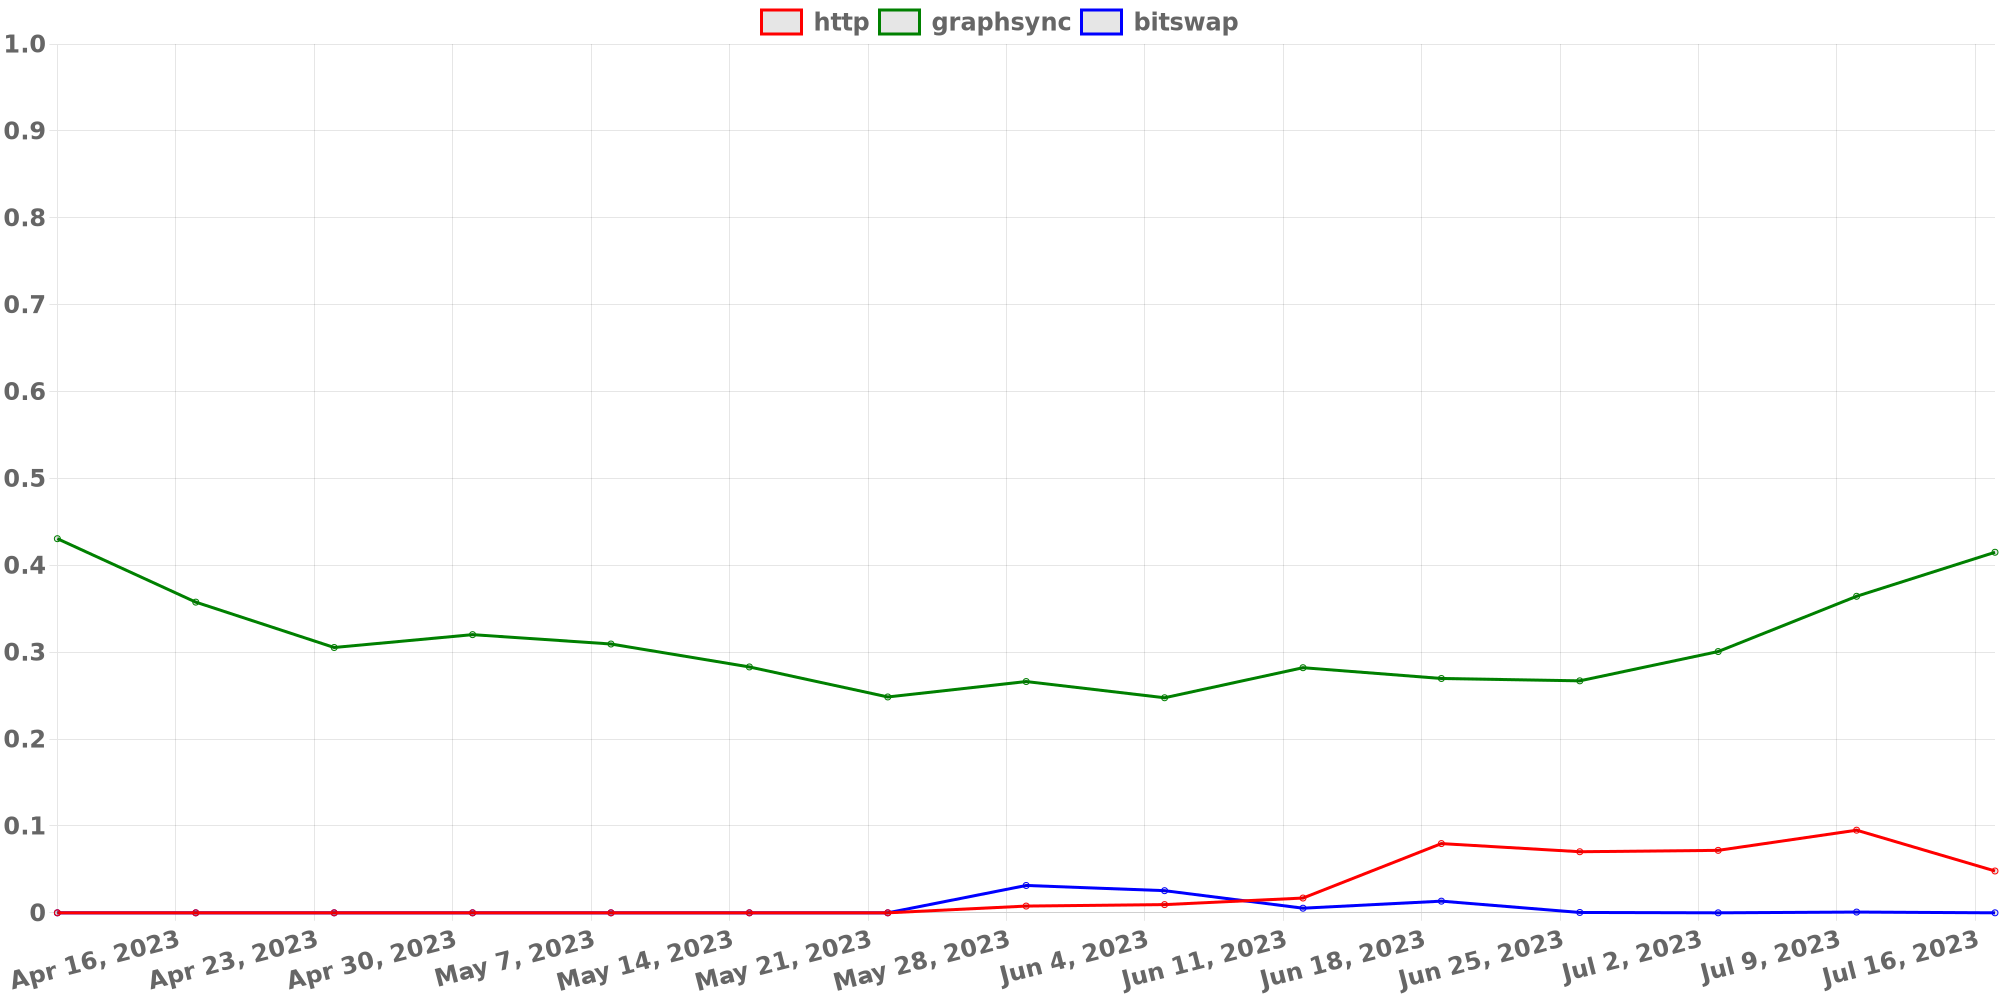 http graphsync bitswap
1.0
0.9
0.8
0.7
0.6
0.5
0.4
0.3
0.2
0.1
0
Apr 16, 2023
Apr 23, 2023
Apr 30, 2023
May 7, 2023
May 14, 2023
May 21, 2023
May 28, 2023
Jun 4, 2023
Jun 11, 2023
Jun 18, 2023
Jun 25, 2023
Jul 2, 2023
Jul 9, 2023
Jul 16, 2023